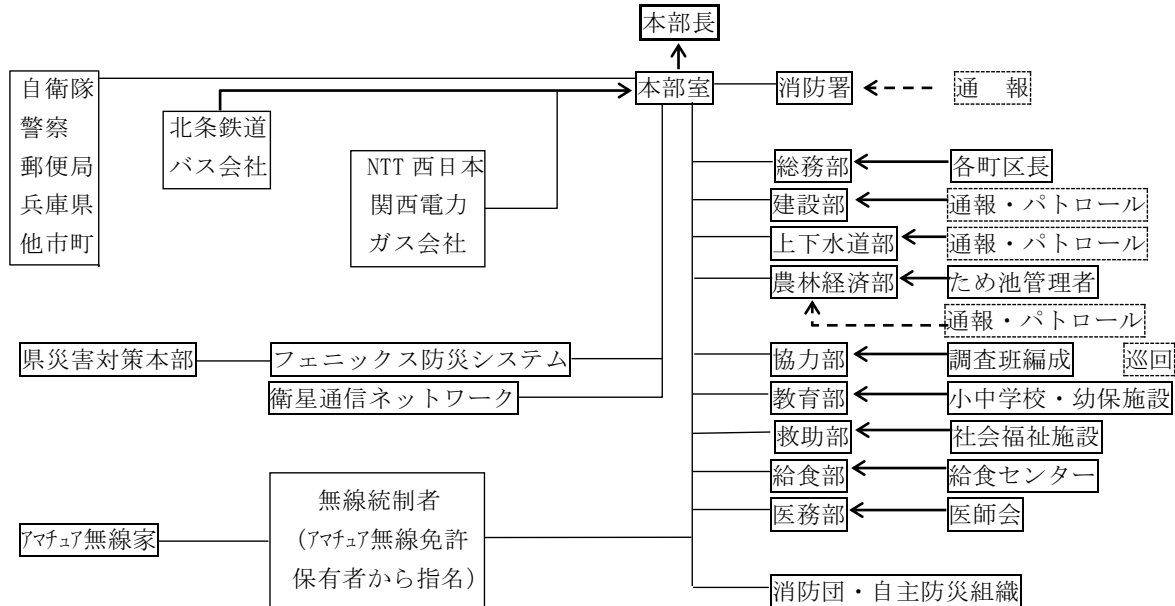 本部長
自衛隊
警察
郵便局
兵庫県
他市町
北条鉄道
バス会社
NTT 西日本
関西電力
ガス会社
本部室
消防署
通 報
総務部
各町区長
建設部
通報・パトロール
上下水道部
通報・パトロール
農林経済部
ため池管理者
通報・パトロール
県災害対策本部
フェニックス防災システム
衛星通信ネットワーク
協力部
調査班編成
巡回
教育部
小中学校・幼保施設
救助部
社会福祉施設
給食部
給食センター
医務部
医師会
アマチュア無線家
無線統制者
(アマチュア無線免許
保有者から指名)
消防団・自主防災組織